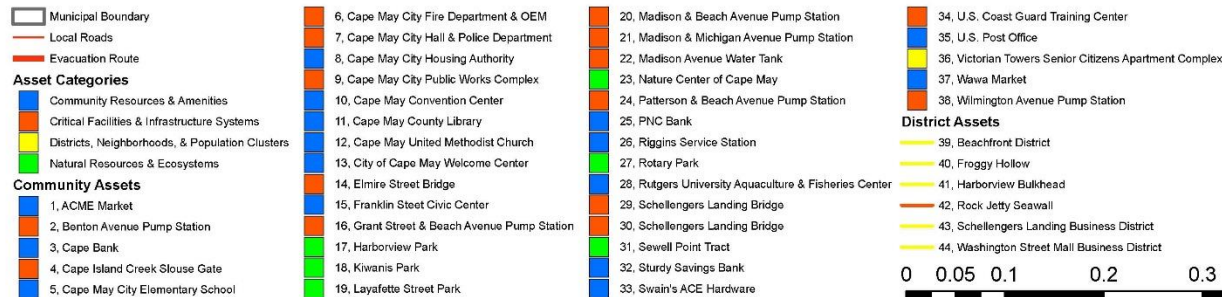 Municipal Boundary
Local Roads
Evacuation Route
Asset Categories
Community Resources & Amenities
Critical Facilities & Infrastructure Systems
Districts, Neighborhoods, & Population Clusters
Natural Resources & Ecosystems
Community Assets
1, ACME Market
2, Benton Avenue Pump Station
3, Cape Bank
4, Cape Island Creek Slouse Gate
5, Cape May City Elementary School
6, Cape May City Fire Department & OEM
7, Cape May City Hall & Police Department
8, Cape May City Housing Authority
9, Cape May City Public Works Complex
10, Cape May Convention Center
11, Cape May County Library
12, Cape May United Methodist Church
13, City of Cape May Welcome Center
14, Elmire Street Bridge
15, Franklin Steet Civic Center
16, Grant Street & Beach Avenue Pump Station
17, Harborview Park
18, Kiwanis Park
19, Layafette Street Park
20, Madison & Beach Avenue Pump Station
21, Madison & Michigan Avenue Pump Station
22, Madison Avenue Water Tank
23, Nature Center of Cape May
24, Patterson & Beach Avenue Pump Station
25, PNC Bank
26, Riggins Service Station
27, Rotary Park
28, Rutgers University Aquaculture & Fisheries Center
29, Schellengers Landing Bridge
30, Schellengers Landing Bridge
31, Sewell Point Tract
32, Sturdy Savings Bank
33, Swain's ACE Hardware
34, U.S. Coast Guard Training Center
35, U.S. Post Office
36, Victorian Towers Senior Citizens Apartment Complex
37, Wawa Market
38, Wilmington Avenue Pump Station
District Assets
39, Beachfront District
40, Froggy Hollow
41, Harborview Bulkhead
42, Rock Jetty Seawall
43, Schellengers Landing Business District
44, Washington Street Mall Business District
0 0.05 0.1 0.2 0.3